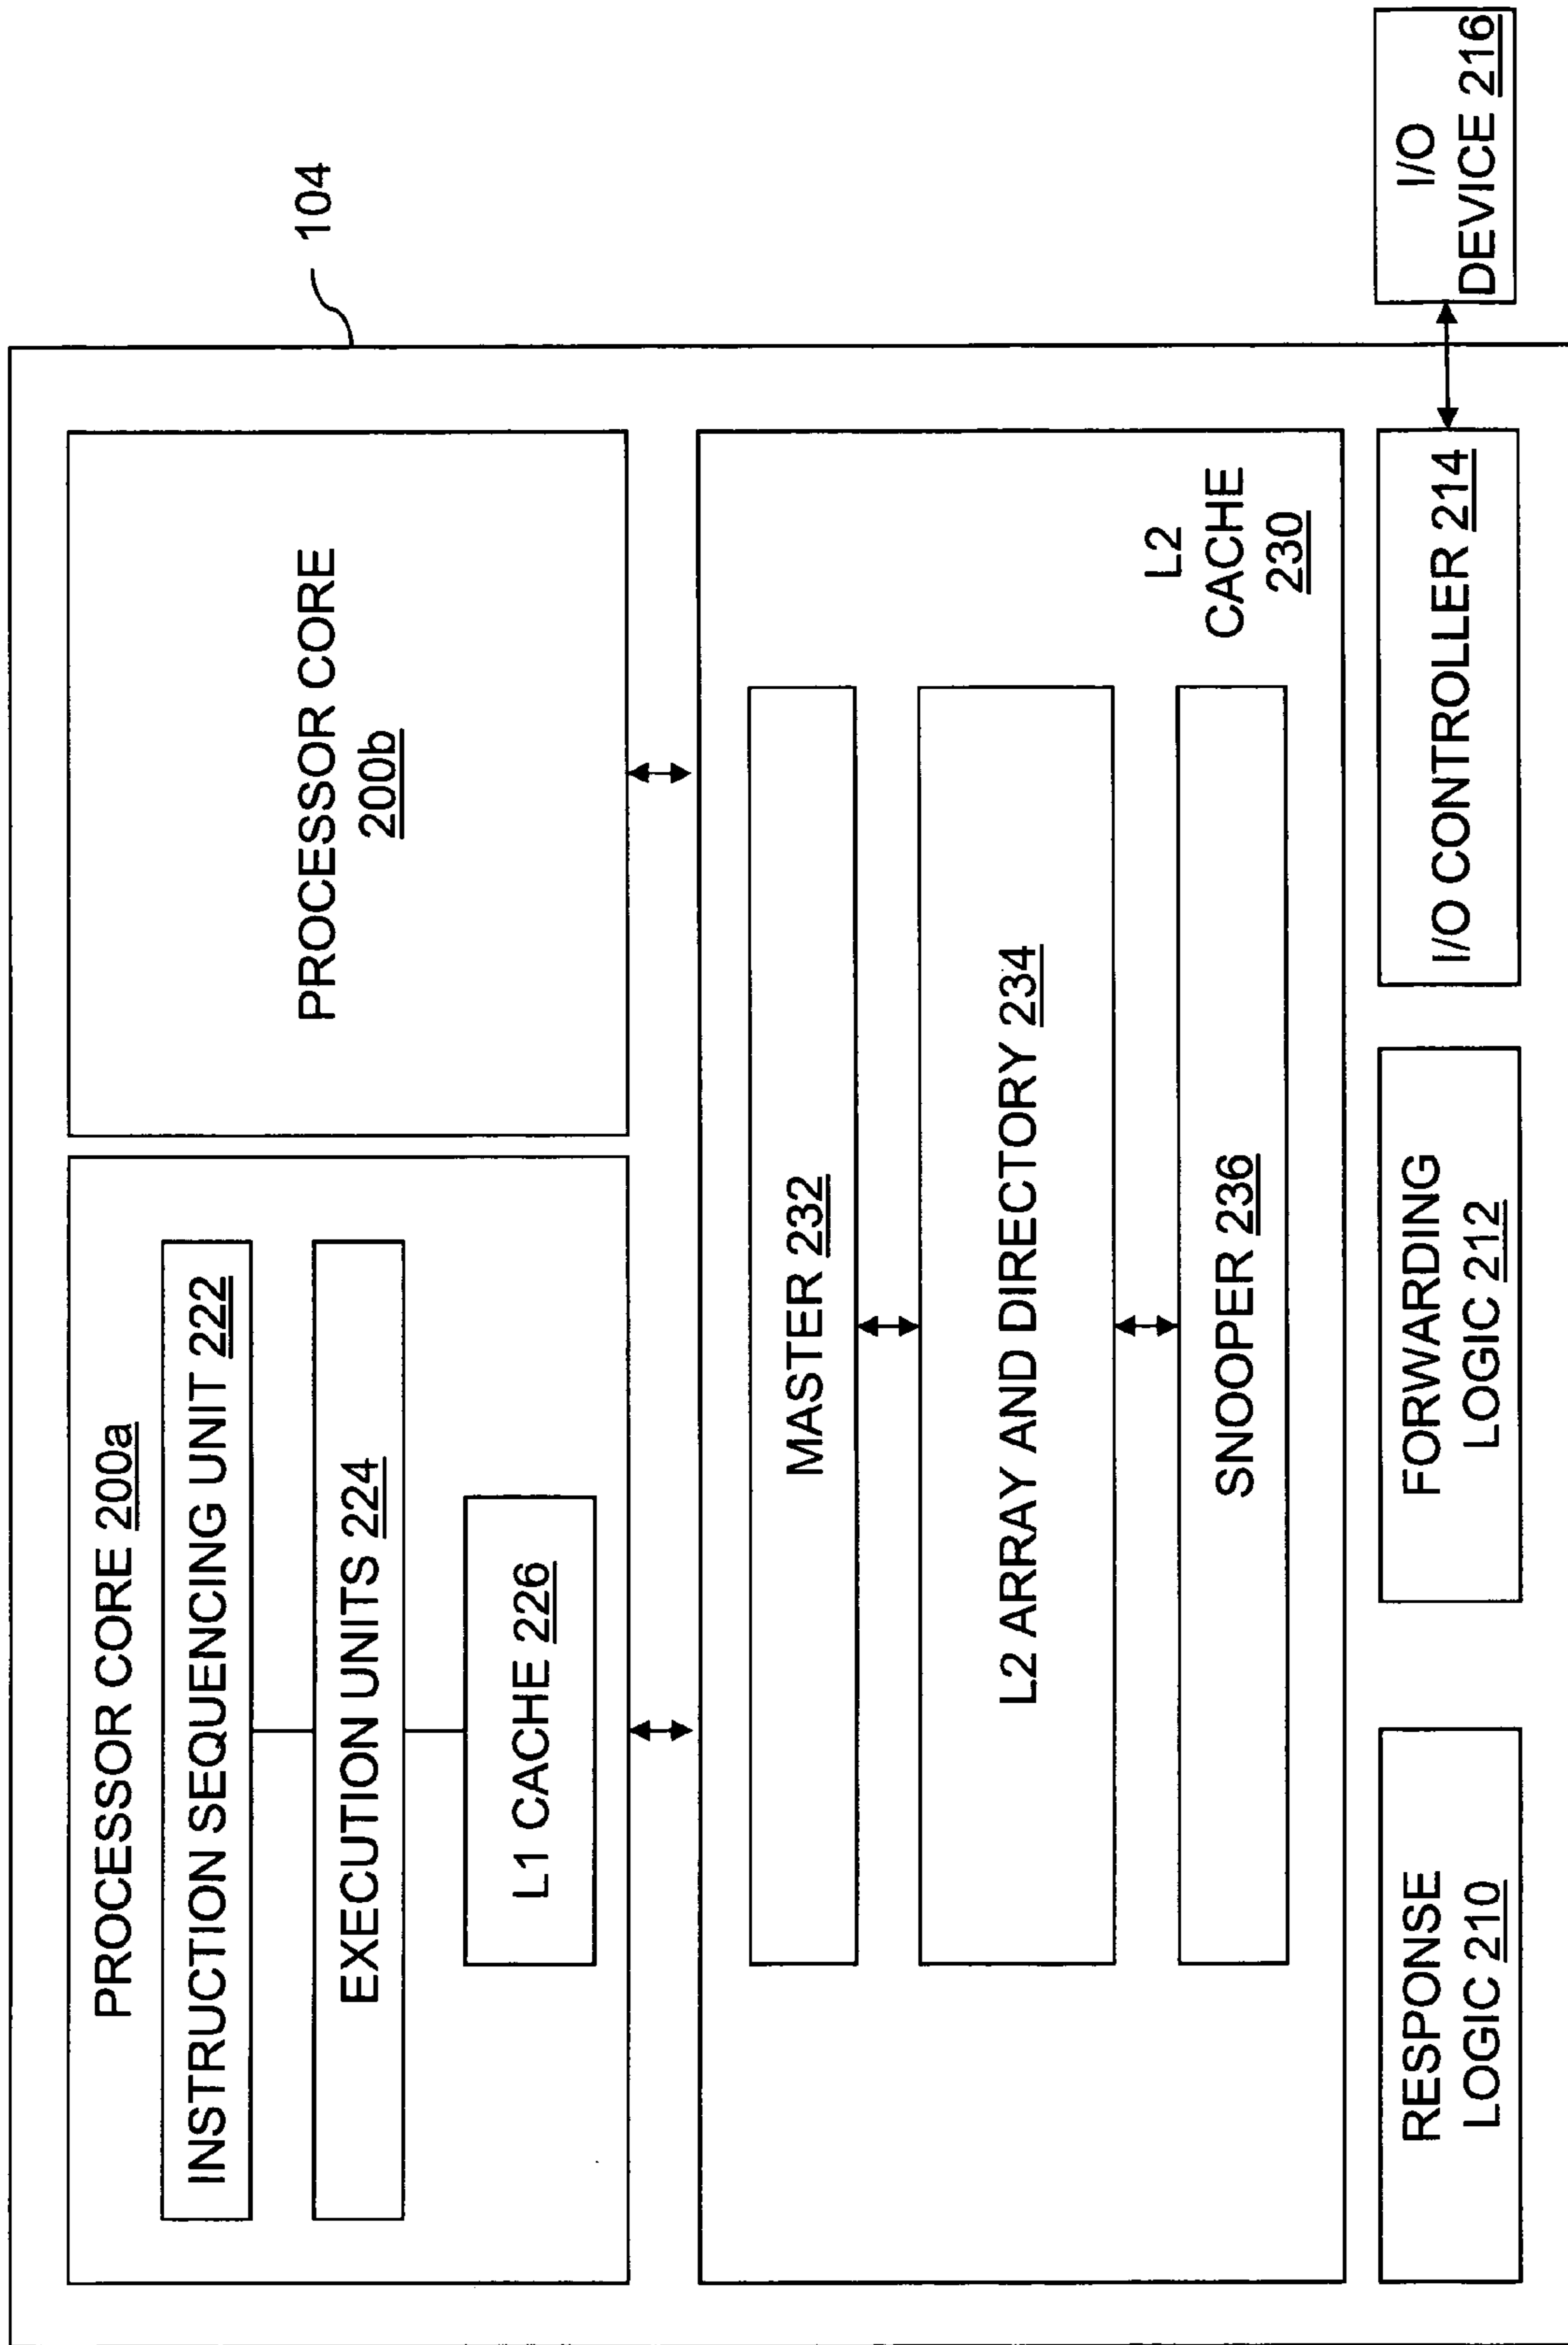 104
PROCESSOR CORE 200a
INSTRUCTION SEQUENCING UNIT 222
EXECUTION UNITS 224
L1 CACHE 226
PROCESSOR CORE
200b
MASTER 232
L2 ARRAY AND DIRECTORY 234
SNOOPER 236
L2
CACHE
230
RESPONSE
LOGIC 210
FORWARDING
LOGIC 212
I/O CONTROLLER 214
I/O
DEVICE 216